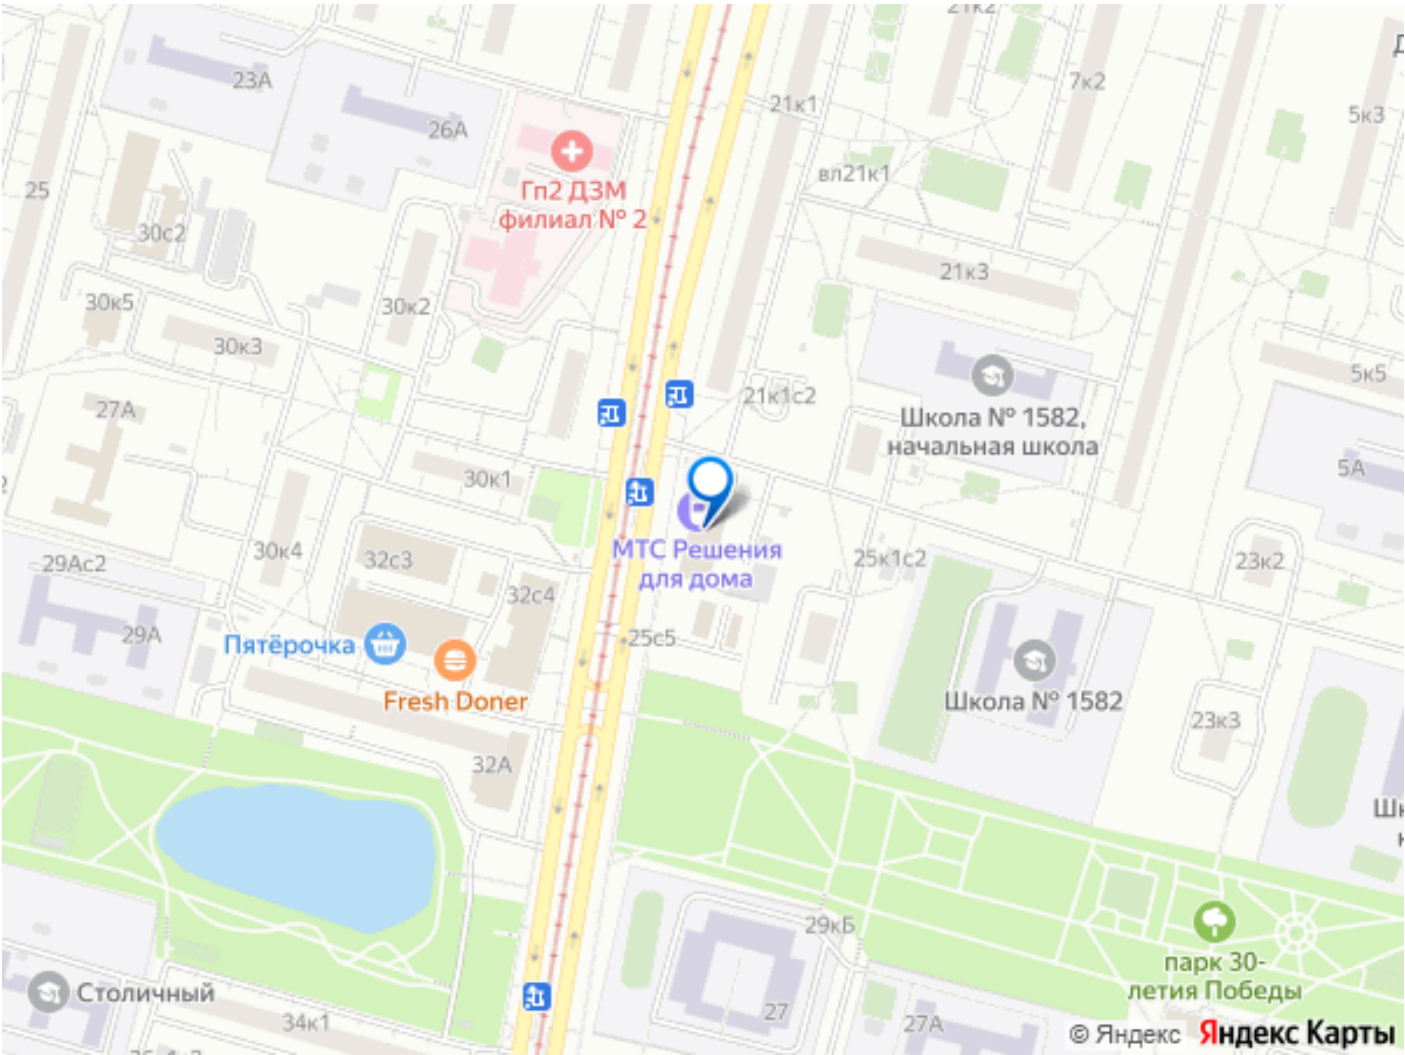 21к2
23А
7к2
21к1
5к3
26А
вл21к1
25
Гп2 ДЗМ
филиал № 2
30с2
21к3
30к5
30к2
30к3
5к5
21к1с2
27А
Школа № 1582,
начальная школа
5А
30к1
МТС Решения
для дома
30к4
32с3
25к1с2
23к2
29Ас2
32с4
29А
Пятёрочка
25с5
Fresh Doner
Школа № 1582
23к3
32А
29кБ
парк 30-
летия Победы
Столичный
27
34к1
27А
© Яндекс Яндекс Карты